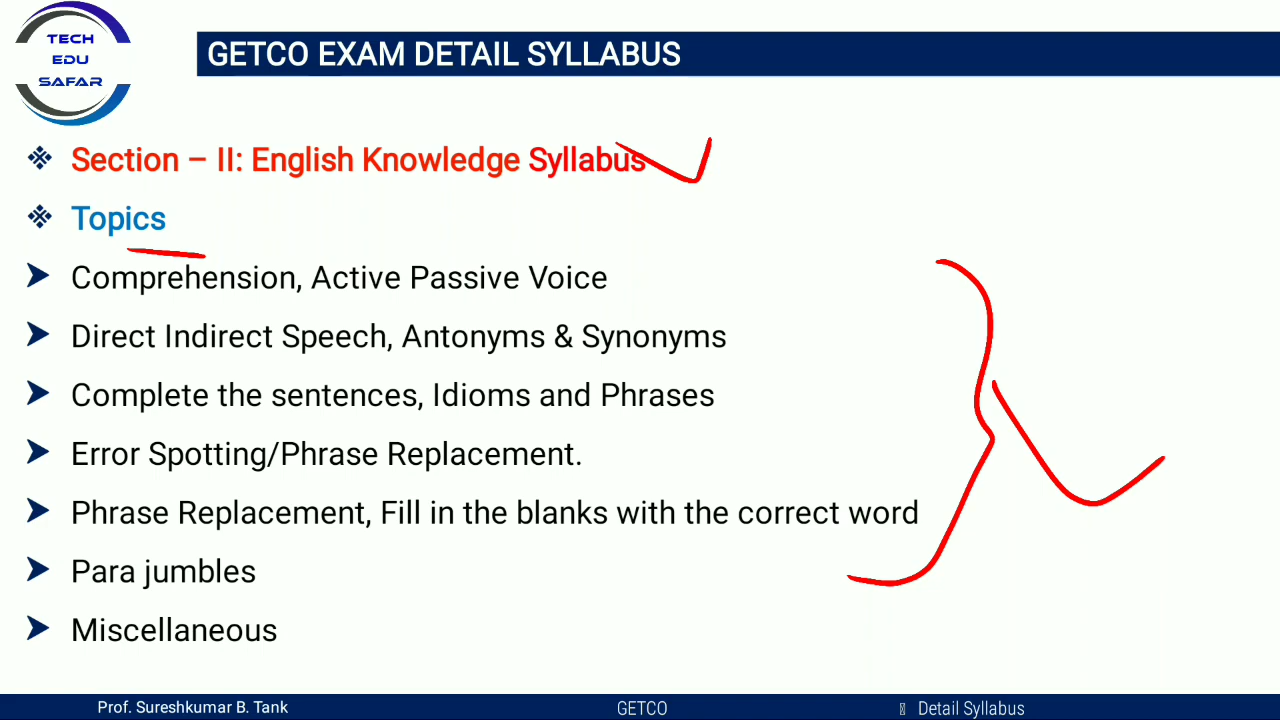 TECH
EDU
SAFAR
GETCO EXAM DETAIL SYLLABUS
Section – II: English Knowledge Syllabus
Topics
Comprehension, Active Passive Voice
Direct Indirect Speech, Antonyms & Synonyms
Complete the sentences, Idioms and Phrases
Error Spotting/Phrase Replacement.
Phrase Replacement, Fill in the blanks with the correct word
Para jumbles
Miscellaneous
Prof. Sureshkumar B. Tank
GETCO
Detail Syllabus